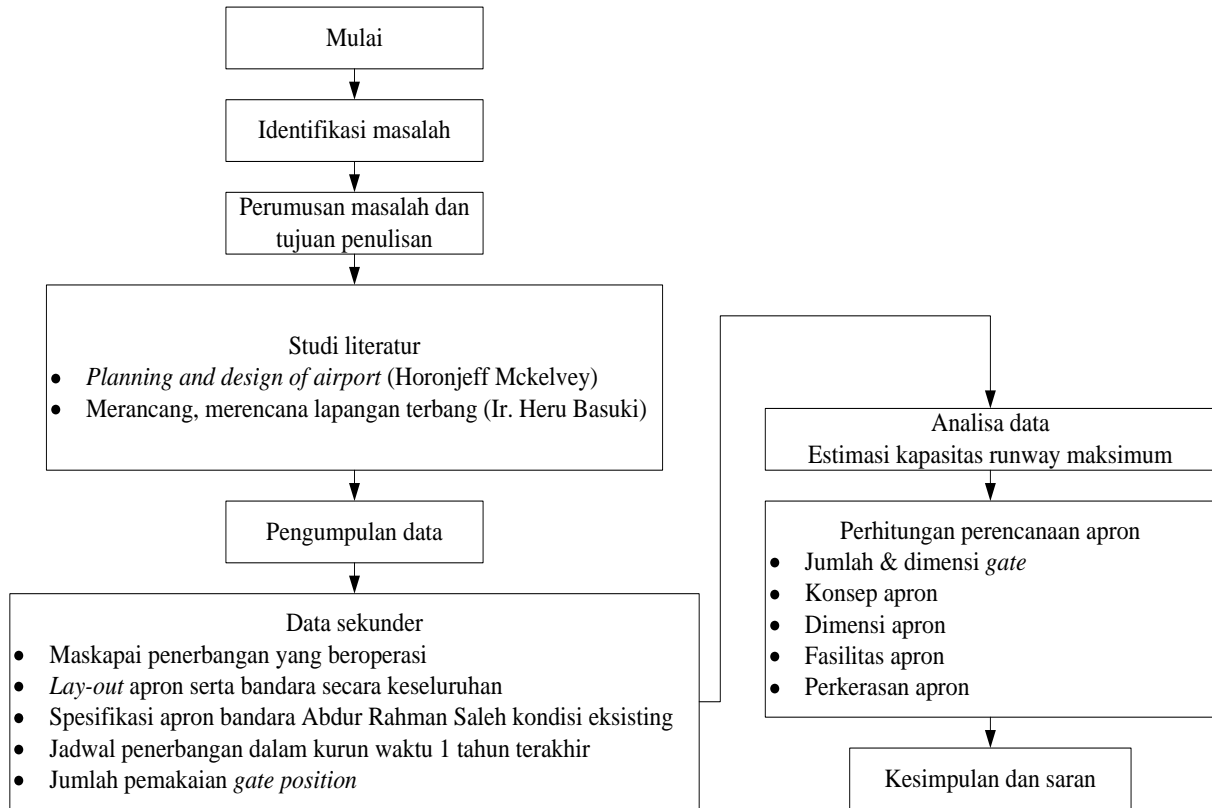 Mulai
Identifikasi masalah
Perumusan masalah dan
tujuan penulisan
Studi literatur
• Planning and design of airport (Horonjeff Mckelvey)
• Merancang, merencana lapangan terbang (Ir. Heru Basuki)
Pengumpulan data
Data sekunder
• Maskapai penerbangan yang beroperasi
• Lay-out apron serta bandara secara keseluruhan
• Spesifikasi apron bandara Abdur Rahman Saleh kondisi eksisting
• Jadwal penerbangan dalam kurun waktu 1 tahun terakhir
• Jumlah pemakaian gate position
Analisa data
Estimasi kapasitas runway maksimum
Perhitungan perencanaan apron
• Jumlah & dimensi gate
• Konsep apron
• Dimensi apron
• Fasilitas apron
• Perkerasan apron
Kesimpulan dan saran